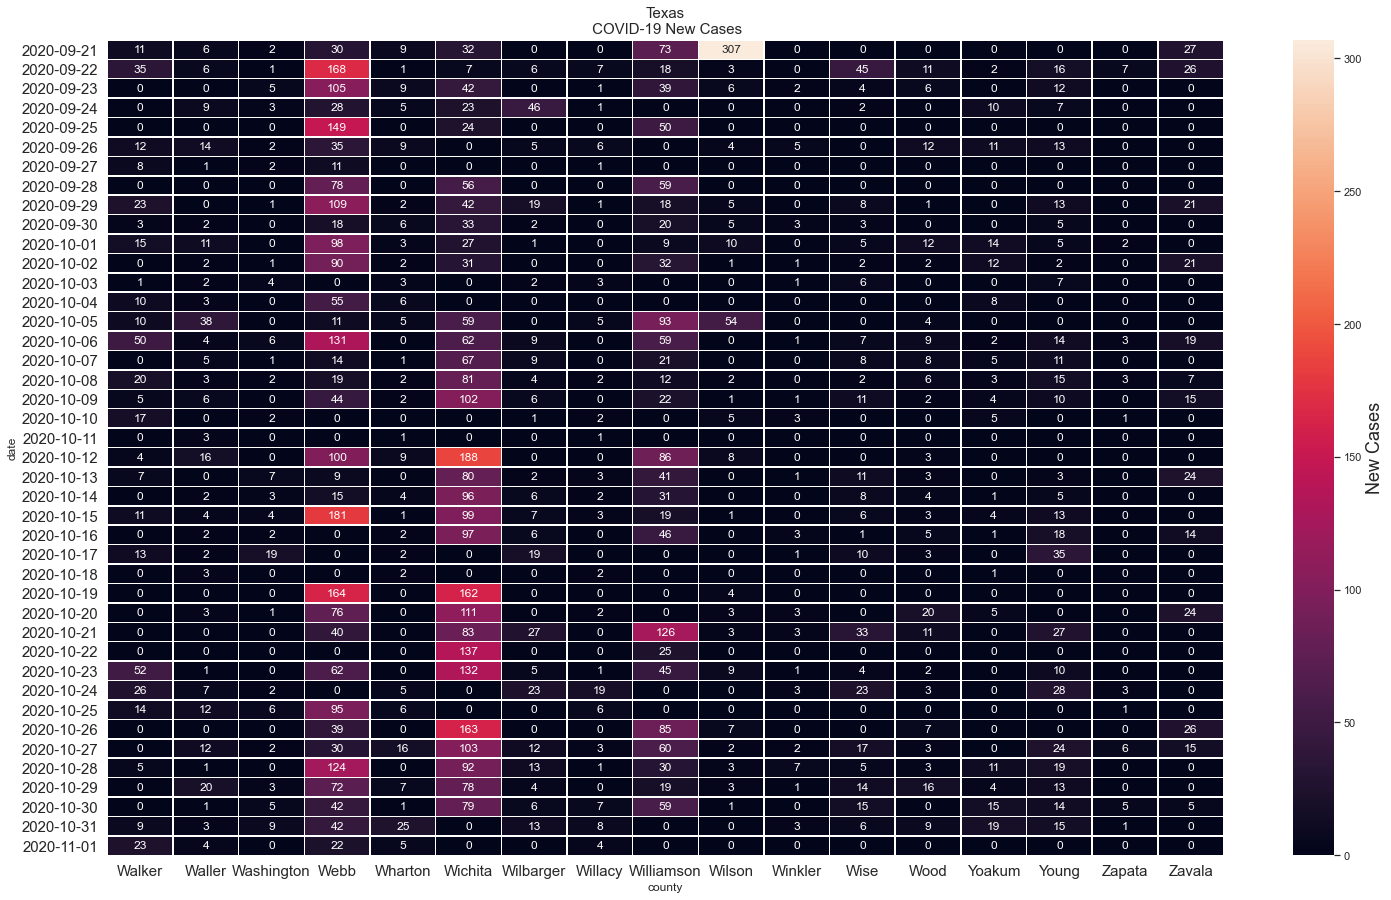 Texas
COVID-19 New Cases
2020-09-21 11 6 2 30 9 32 0 0 73 307 0 0 0 0 0 0 27
2020-09-22 35 6 1 168 1 7 6 7 18 3 0 45 11 2 16 7 26
2020-09-23 0 0 5 105 9 42 0 1 39 6 2 4 6 0 12 0 0
2020-09-24 0 9 3 28 5 23 46 1 0 0 0 2 0 10 7 0 0
2020-09-25 0 0 0 149 0 24 0 0 50 0 0 0 0 0 0 0 0
2020-09-26 12 14 2 35 9 0 5 6 0 4 5 0 12 11 13 0 0
2020-09-27 8 1 2 11 0 0 0 1 0 0 0 0 0 0 0 0 0
2020-09-28 0 0 0 78 0 56 0 0 59 0 0 0 0 0 0 0 0
2020-09-29 23 0 1 109 2 42 19 1 18 5 0 8 1 0 13 0 21
2020-09-30 3 2 0 18 6 33 2 0 20 5 3 3 0 0 5 0 0
2020-10-01 15 11 0 98 3 27 1 0 9 10 0 5 12 14 5 2 0
2020-10-02 0 2 1 90 2 31 0 0 32 1 1 2 2 12 2 0 21
2020-10-03 1 2 4 0 3 0 2 3 0 0 1 6 0 0 7 0 0
2020-10-04 10 3 0 55 6 0 0 0 0 0 0 0 0 8 0 0 0
2020-10-05 10 38 0 11 5 59 0 5 93 54 0 0 4 0 0 0 0
2020-10-06 50 4 6 131 0 62 9 0 59 0 1 7 9 2 14 3 19
2020-10-07 0 5 1 14 1 67 9 0 21 0 0 8 8 5 11 0 0
2020-10-08 20 3 2 19 2 81 4 2 12 2 0 2 6 3 15 3 7
2020-10-09 5 6 0 44 2 102 6 0 22 1 1 11 2 4 10 0 15
2020-10-10 17 0 2 0 0 0 1 2 0 5 3 0 0 5 0 1 0
2020-10-11 0 3 0 0 1 0 0 1 0 0 0 0 0 0 0 0 0
2020-10-12 4 16 0 100 9 188 0 0 86 8 0 0 3 0 0 0 0
2020-10-13 7 0 7 9 0 80 2 3 41 0 1 11 3 0 3 0 24
2020-10-14 0 2 3 15 4 96 6 2 31 0 0 8 4 1 5 0 0
2020-10-15 11 4 4 181 1 99 7 3 19 1 0 6 3 4 13 0 0
2020-10-16 0 2 2 0 2 97 6 0 46 0 3 1 5 1 18 0 14
2020-10-17 13 2 19 0 2 0 19 0 0 0 1 10 3 0 35 0 0
2020-10-18 0 3 0 0 2 0 0 2 0 0 0 0 0 1 0 0 0
2020-10-19 0 0 0 164 0 162 0 0 0 4 0 0 0 0 0 0 0
2020-10-20 0 3 1 76 0 111 0 2 0 3 3 0 20 5 0 0 24
2020-10-21 0 0 0 40 0 83 27 0 126 3 3 33 11 0 27 0 0
2020-10-22 0 0 0 0 0 137 0 0 25 0 0 0 0 0 0 0 0
2020-10-23 52 1 0 62 0 132 5 1 45 9 1 4 2 0 10 0 0
2020-10-24 26 7 2 0 5 0 23 19 0 0 3 23 3 0 28 3 0
2020-10-25 14 12 6 95 6 0 0 6 0 0 0 0 0 0 0 1 0
2020-10-26 0 0 0 39 0 163 0 0 85 7 0 0 7 0 0 0 26
2020-10-27 0 12 2 30 16 103 12 3 60 2 2 17 3 0 24 6 15
2020-10-28 5 1 0 124 0 92 13 1 30 3 7 5 3 11 19 0 0
2020-10-29 0 20 3 72 7 78 4 0 19 3 1 14 16 4 13 0 0
2020-10-30 0 1 5 42 1 79 6 7 59 1 0 15 0 15 14 5 5
2020-10-31 9 3 9 42 25 0 13 8 0 0 3 6 9 19 15 1 0
2020-11-01 23 4 0 22 5 0 0 4 0 0 0 0 0 0 0 0 0
Walker Waller Washington Webb Wharton Wichita Wilbarger Willacy Williamson Wilson Winkler Wise Wood Yoakum Young Zapata Zavala
county
date
300
250
200
150
100
50
0
New Cases